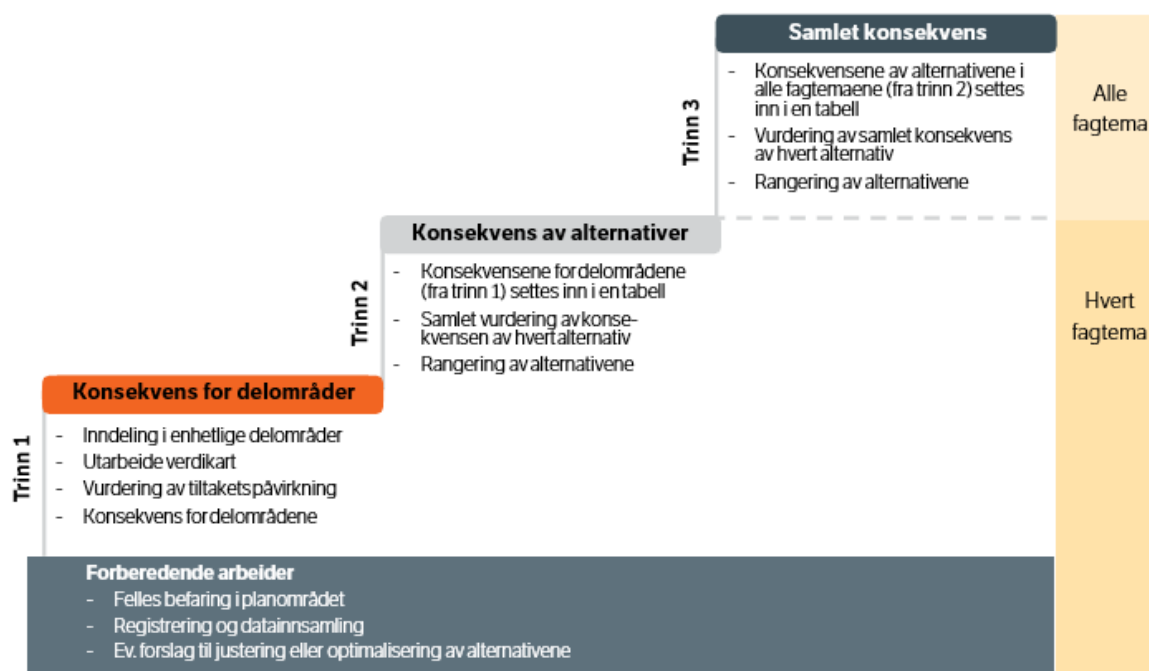 Samlet konsekvens
- Konsekvensene av alternativene i
alle fagtemaene (fra trinn 2) settes
inn i en tabell
- Vurdering av samlet konsekvens
av hvert alternativ
- Rangering av alternativene
Trinn 3
Alle
fagtema
Konsekvens av alternativer
- Konsekvensene for delområdene
(fra trinn 1) settes inn i en tabell
- Samlet vurdering av konse-
kvensen av hvert alternativ
- Rangering av alternativene
Trinn 2
Hvert
fagtema
Konsekvens for delområder
- Inndeling i enhetlige delområder
- Utarbeide verdikart
- Vurdering av tiltakets påvirkning
- Konsekvens for delområdene
Trinn 1
Forberedende arbeider
- Felles befaring i planområdet
- Registrering og datainnsamling
- Ev. forslag til justering eller optimalisering av alternativene